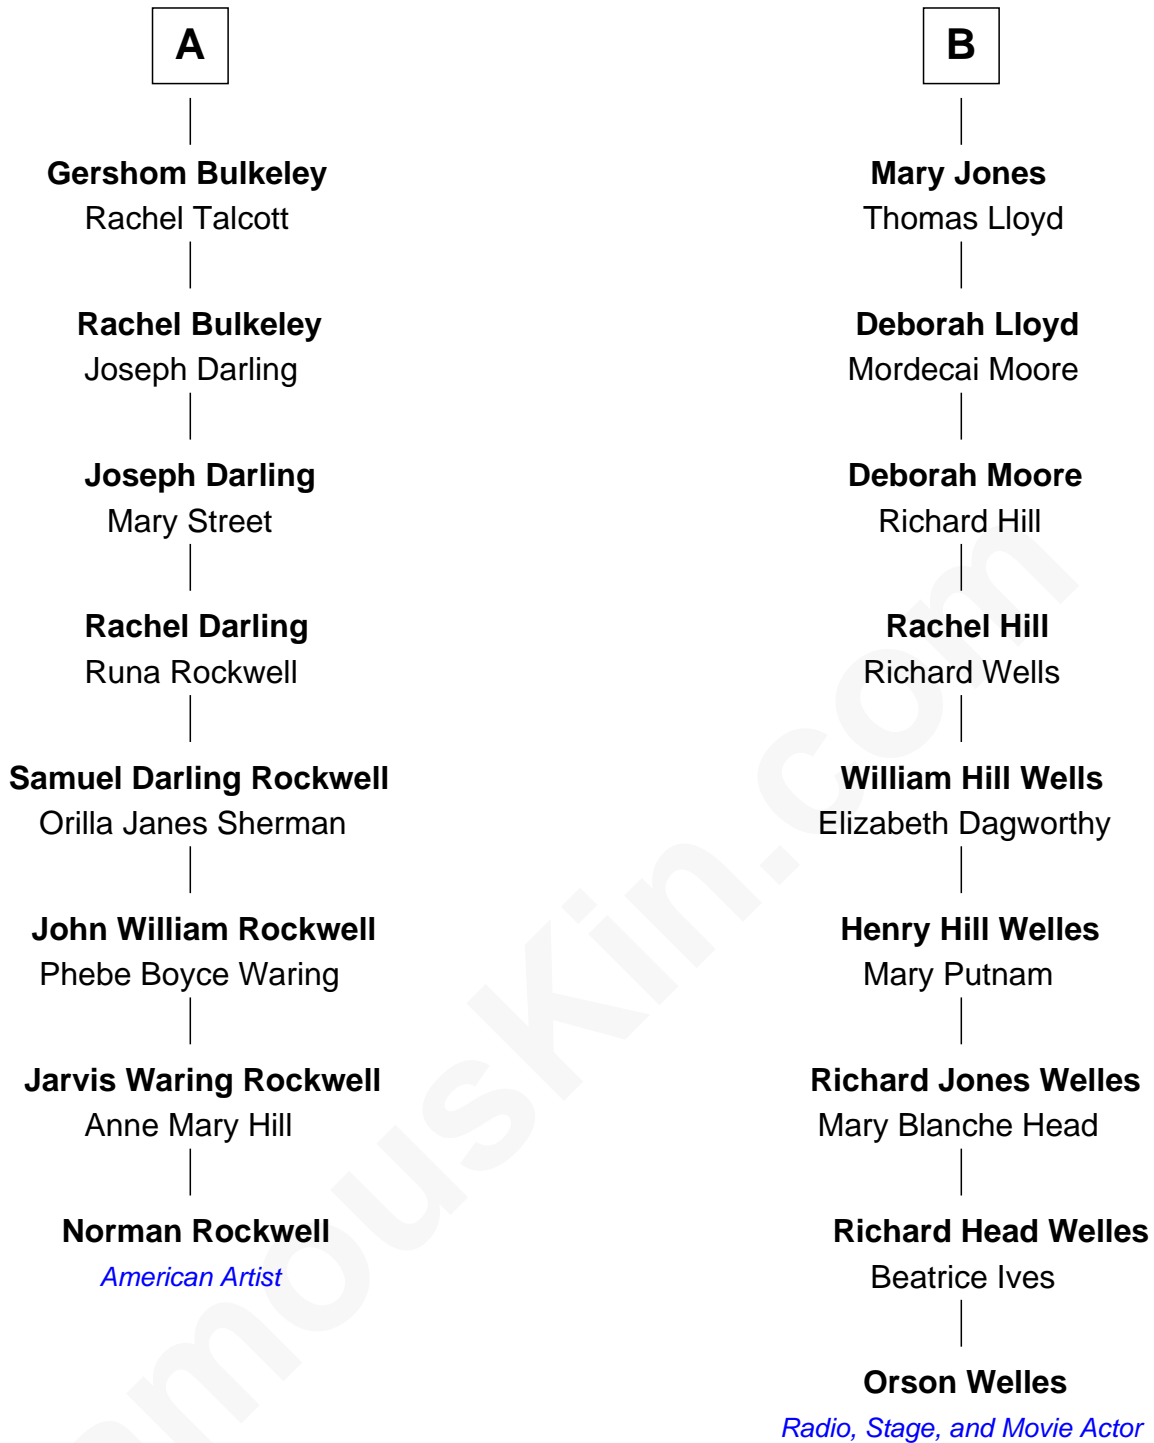 A
Gershom Bulkeley
Rachel Talcott
Rachel Bulkeley
Joseph Darling
Joseph Darling
Mary Street
Rachel Darling
Runa Rockwell
Samuel Darling Rockwell
Orilla Janes Sherman
John William Rockwell
Phebe Boyce Waring
Jarvis Waring Rockwell
Anne Mary Hill
Norman Rockwell
American Artist
B
Mary Jones
Thomas Lloyd
Deborah Lloyd
Mordecai Moore
Deborah Moore
Richard Hill
Rachel Hill
Richard Wells
William Hill Wells
Elizabeth Dagworthy
Henry Hill Welles
Mary Putnam
Richard Jones Welles
Mary Blanche Head
Richard Head Welles
Beatrice Ives
Orson Welles
Radio, Stage, and Movie Actor
amousKin.com